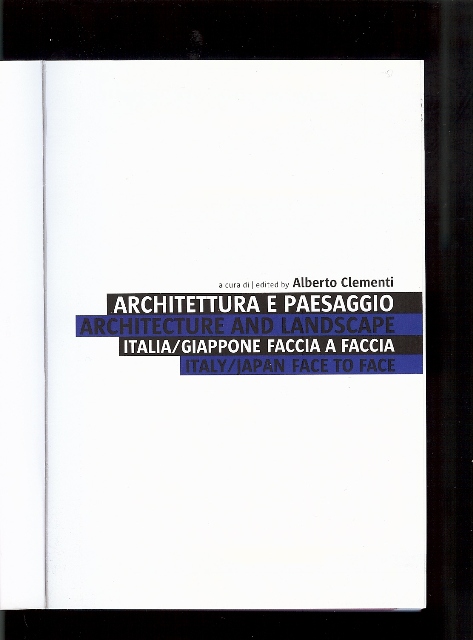 a cura di | edited by Alberto Clementi
ARCHITETTURA E PAESAGGIO
ARCHITECTURE AND LANDSCAPE
ITALIA/GIAPPONE FACCIA A FACCIA
ITALY/JAPAN FACE TO FACE